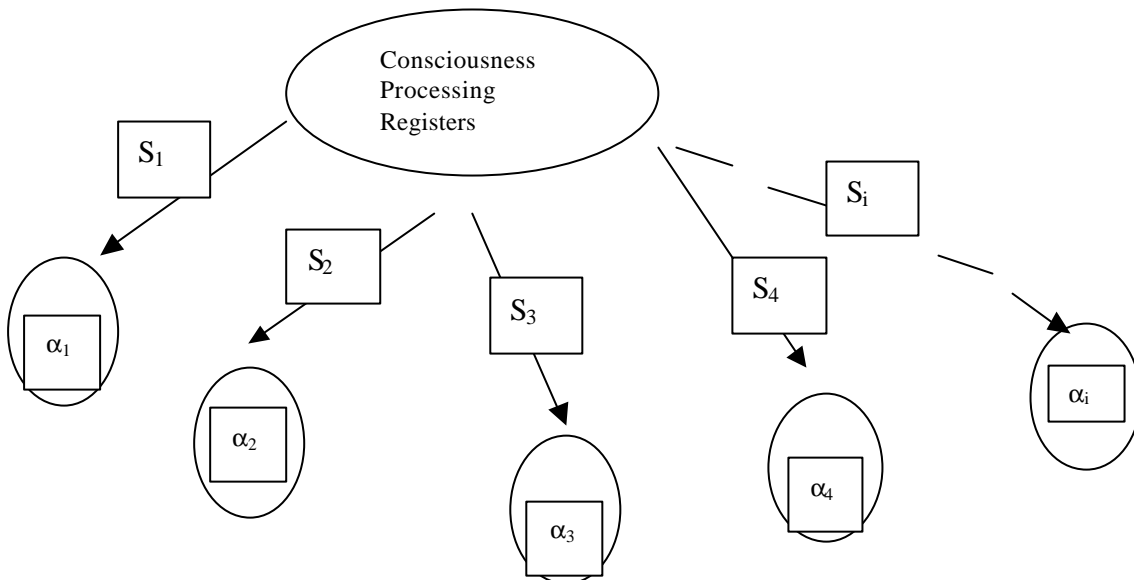 Consciousness
Processing
Registers
S₁
Sᵢ
S₂
S₃
S₄
α₁
α₂
α₃
α₄
αᵢ